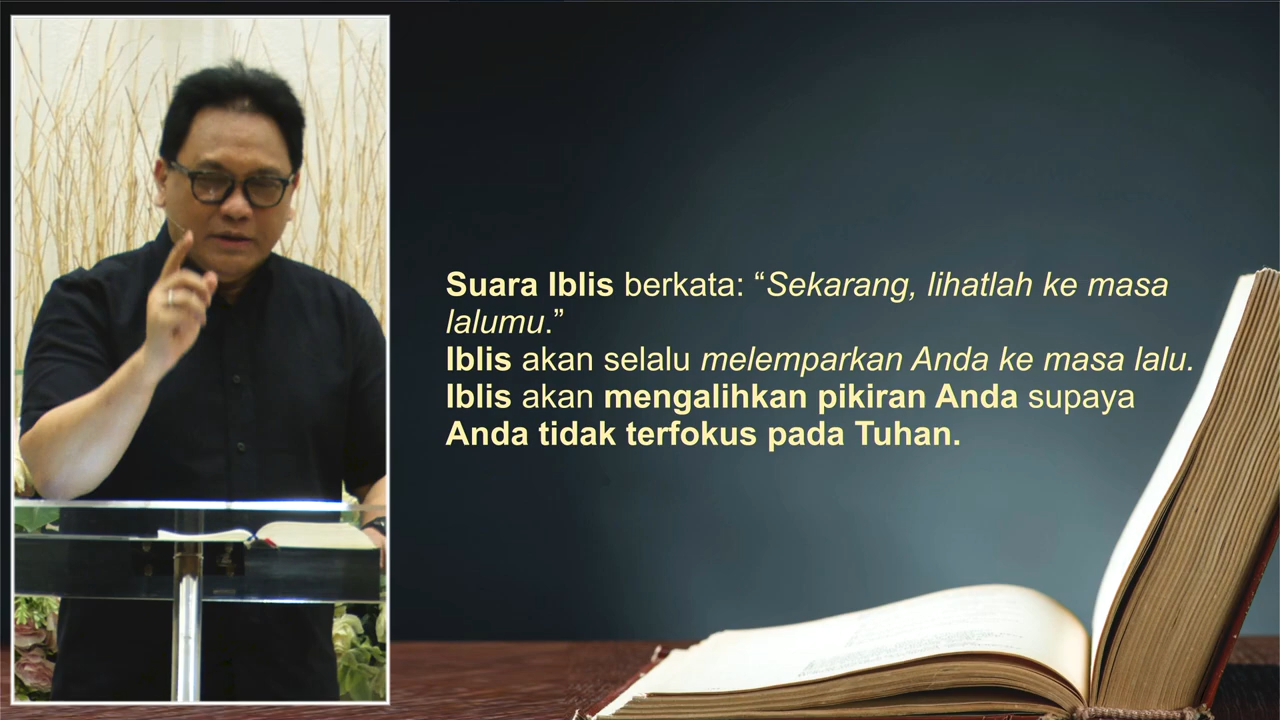 Suara Iblis berkata: “Sekarang, lihatlah ke masa
lalumu.”
Iblis akan selalu melemparkan Anda ke masa lalu.
Iblis akan mengalihkan pikiran Anda supaya
Anda tidak terfokus pada Tuhan.